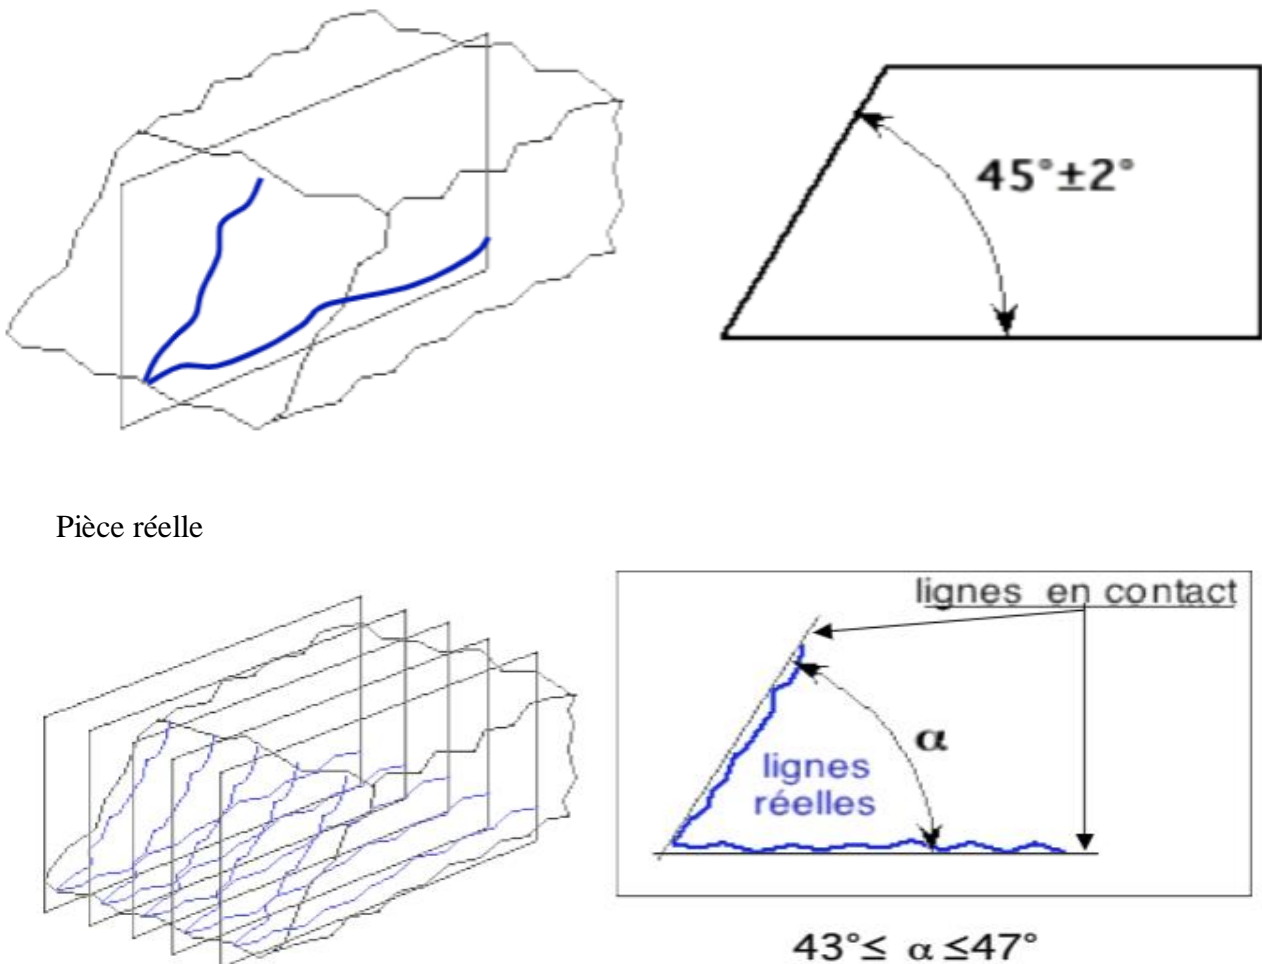 45°±2°
Pièce réelle
lignes en contact
α
lignes
réelles
43°≤ α ≤47°